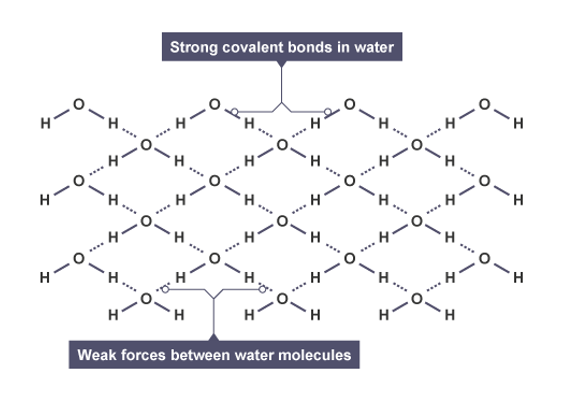 Strong covalent bonds in water
O O O O
H H H H H H H H
O O O
H H H H H H
O O O O
H H H H H H H H
O O O
H H H H H H
O O O O
H H H H H H H H
O O O
H H H H H H
Weak forces between water molecules